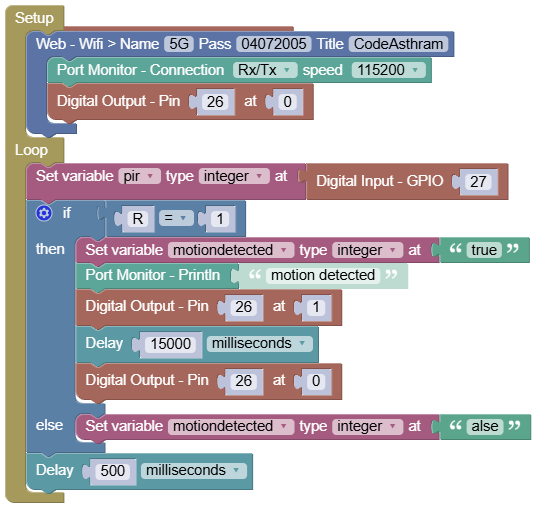 Setup
Web - Wifi > Name 5G Pass 04072005 Title CodeAsthram
Port Monitor - Connection Rx/Tx speed 115200
Digital Output - Pin 26 at 0
Loop
Set variable pir type integer at Digital Input - GPIO 27
if R = 1
then Set variable motiondetected type integer at “ true ”
Port Monitor - Println “ motion detected ”
Digital Output - Pin 26 at 1
Delay 15000 milliseconds
Digital Output - Pin 26 at 0
else Set variable motiondetected type integer at “ alse ”
Delay 500 milliseconds